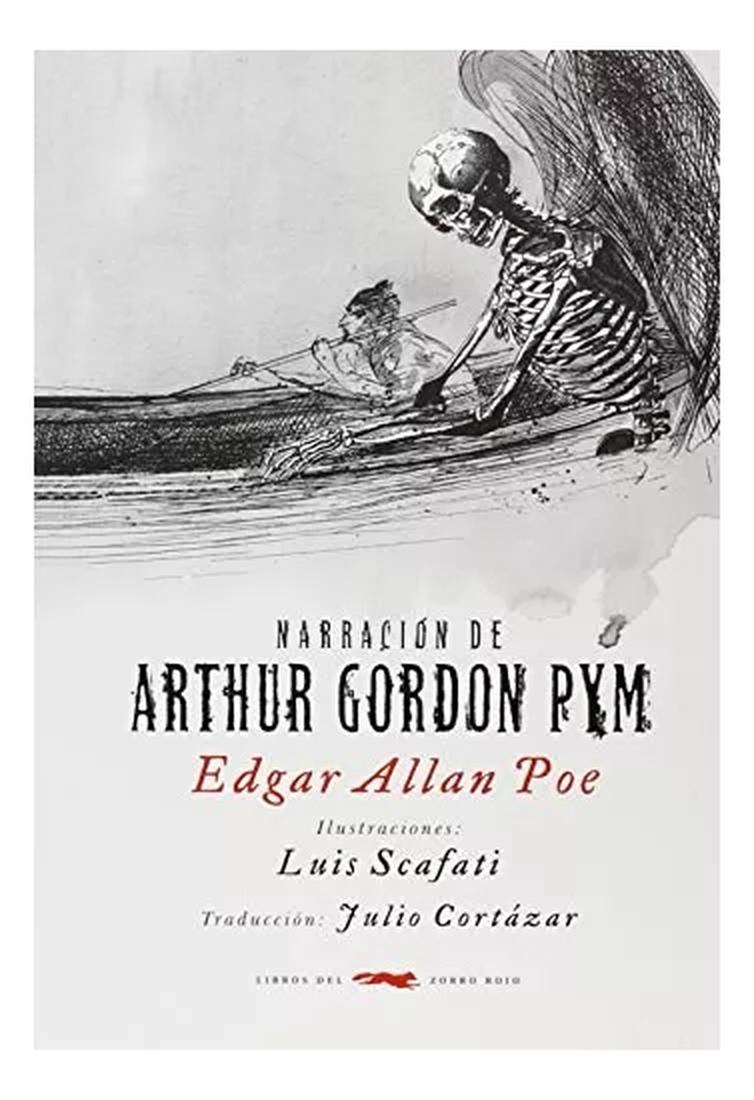 NARRACIÓN DE
ARTHUR GORDON PYM
Edgar Allan Poe
Ilustraciones:
Luis Scafati
Traducción: Julio Cortázar
LIBROS DEL ZORRO ROJO